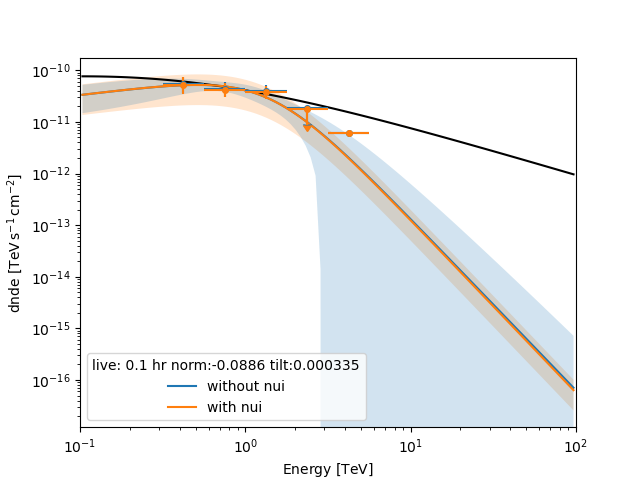 10⁻¹⁰
10⁻¹¹
10⁻¹²
10⁻¹³
10⁻¹⁴
10⁻¹⁵
10⁻¹⁶
dnde [TeV s⁻¹ cm⁻²]
live: 0.1 hr norm:-0.0886 tilt:0.000335
without nui
with nui
10⁻¹ 10⁰ 10¹ 10²
Energy [TeV]